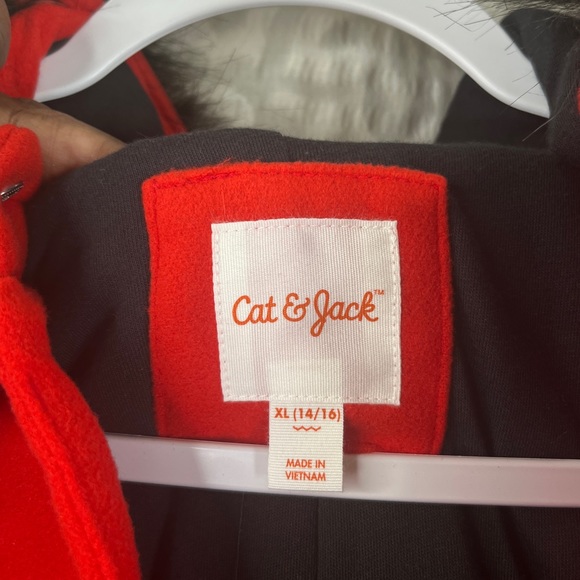 Cat & Jack™
XL (14/16)
MADE IN
VIETNAM